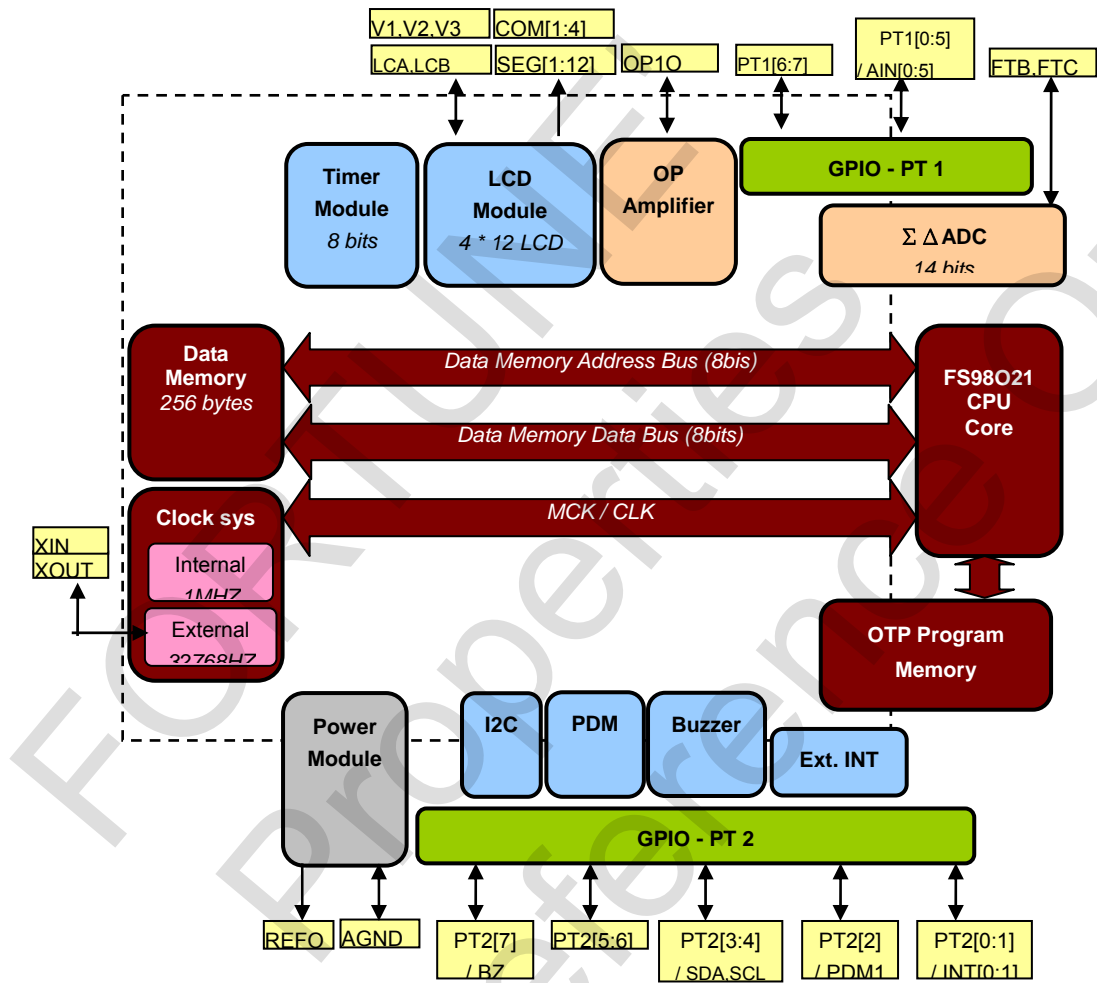 V1,V2,V3
COM[1:4]
LCA,LCB
SEG[1:12]
OP1O
PT1[6:7]
PT1[0:5]
/ AIN[0:5]
FTB,FTC
Timer
Module
8 bits
LCD
Module
4 * 12 LCD
OP
Amplifier
GPIO - PT 1
Σ Δ ADC
14 bits
Data
Memory
256 bytes
Data Memory Address Bus (8bis)
Data Memory Data Bus (8bits)
MCK / CLK
FS98O21
CPU
Core
Clock sys
Internal
1MHZ
External
32768HZ
XIN
XOUT
OTP Program
Memory
Power
Module
I2C
PDM
Buzzer
Ext. INT
GPIO - PT 2
REFO
AGND
PT2[7]
/ BZ
PT2[5:6]
PT2[3:4]
/ SDA,SCL
PT2[2]
/ PDM1
PT2[0:1]
/ INT[0:1]
FORTUNE'
Properties